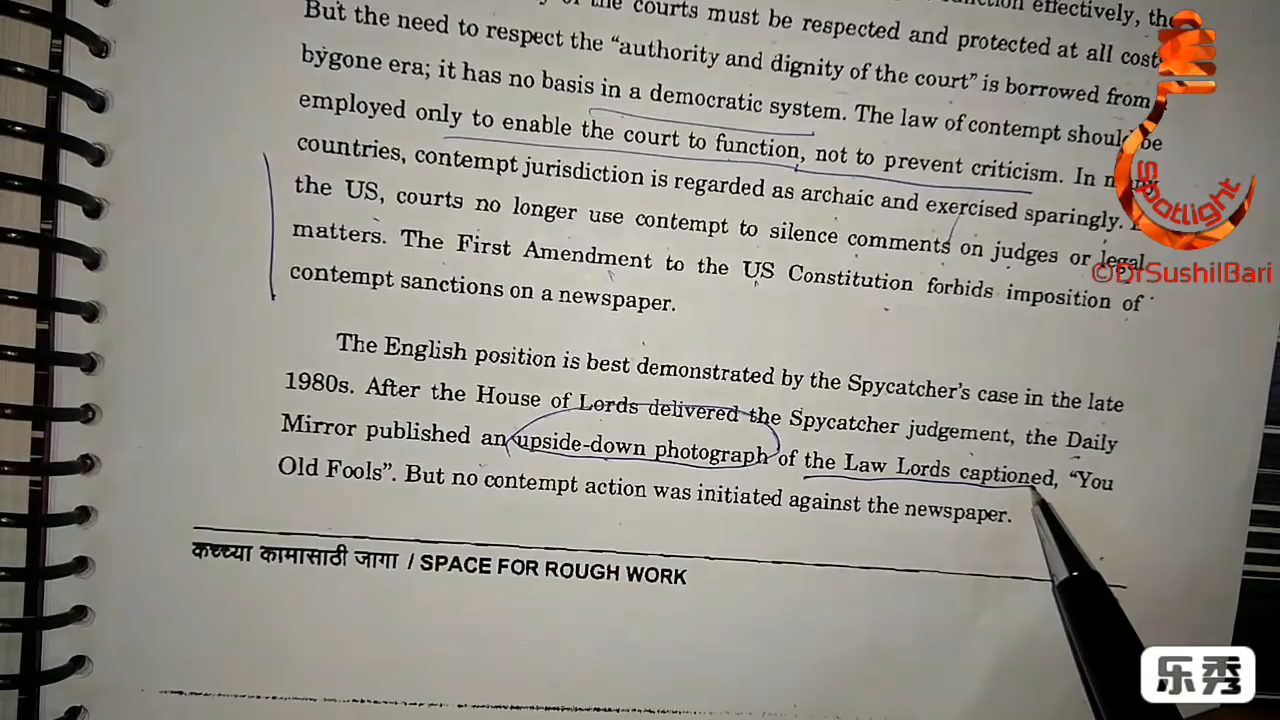 the courts must be respected and protected at all cost
But the need to respect the “authority and dignity of the court” is borrowed from
bygone era; it has no basis in a democratic system. The law of contempt should be
employed only to enable the court to function, not to prevent criticism. In
countries, contempt jurisdiction is regarded as archaic and exercised sparingly.
the US, courts no longer use contempt to silence comments on judges or legal
matters. The First Amendment to the US Constitution forbids imposition of
contempt sanctions on a newspaper.
The English position is best demonstrated by the Spycatcher’s case in the late
1980s. After the House of Lords delivered the Spycatcher judgement, the Daily
Mirror published an upside-down photograph of the Law Lords captioned, “You
Old Fools”. But no contempt action was initiated against the newspaper.
कच्च्या कामासाठी जागा / SPACE FOR ROUGH WORK
Spotlight
©DrSushilBari
乐秀